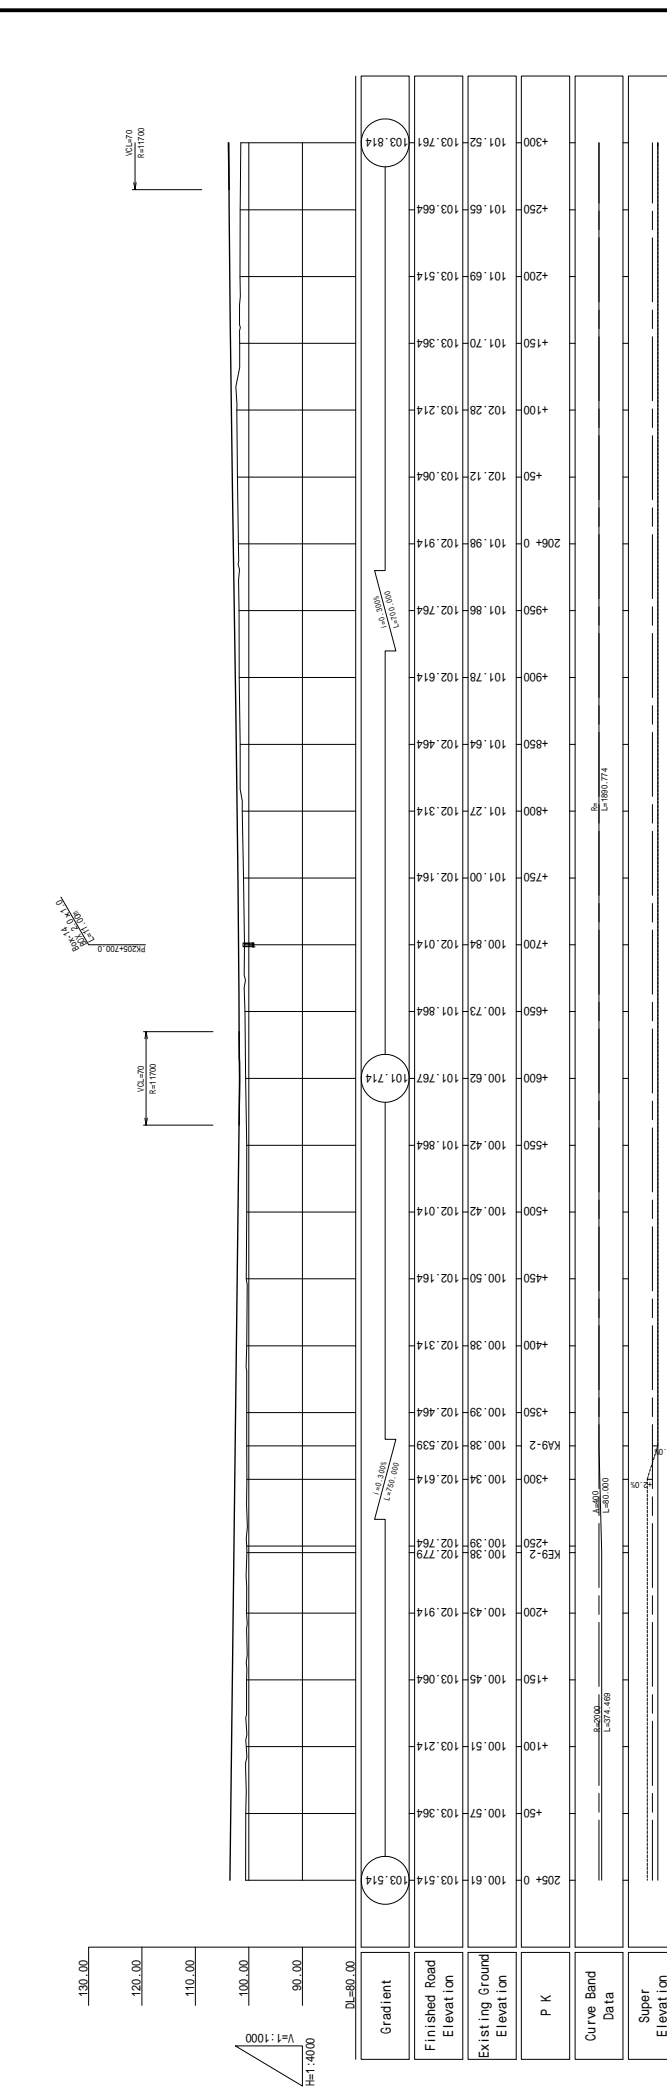 VCL=70
R=11700
PK205+700.0
Box-14
BOX 2.0×1.0
L=11.00m
VCL=70
R=11700
130.00
120.00
110.00
100.00
90.00
DL=80.00
V=1:1000
H=1:4000
Gradient
103.514
i=0.300%
L=750.000
101.714
i=0.300%
L=700.000
103.814
Finished Road
Elevation
103.514
103.364
103.214
103.064
102.914
102.779
102.764
102.614
102.539
102.464
102.314
102.164
102.014
101.864
101.767
101.864
102.014
102.164
102.314
102.464
102.614
102.764
102.914
103.064
103.214
103.364
103.514
103.664
103.761
Existing Ground
Elevation
100.61
100.57
100.51
100.45
100.43
100.38
100.39
100.34
100.38
100.39
100.38
100.50
100.42
100.42
100.62
100.73
100.84
101.00
101.27
101.64
101.78
101.86
101.98
102.12
102.28
101.70
101.69
101.65
101.52
P K
205+ 0
+50
+100
+150
+200
KE9-2
+250
+300
KA9-2
+350
+400
+450
+500
+550
+600
+650
+700
+750
+800
+850
+900
+950
206+ 0
+50
+100
+150
+200
+250
+300
Curve Band
Data
R=2000
L=374.469
A=400
L=80.000
R=
L=1890.774
Super
Elevation